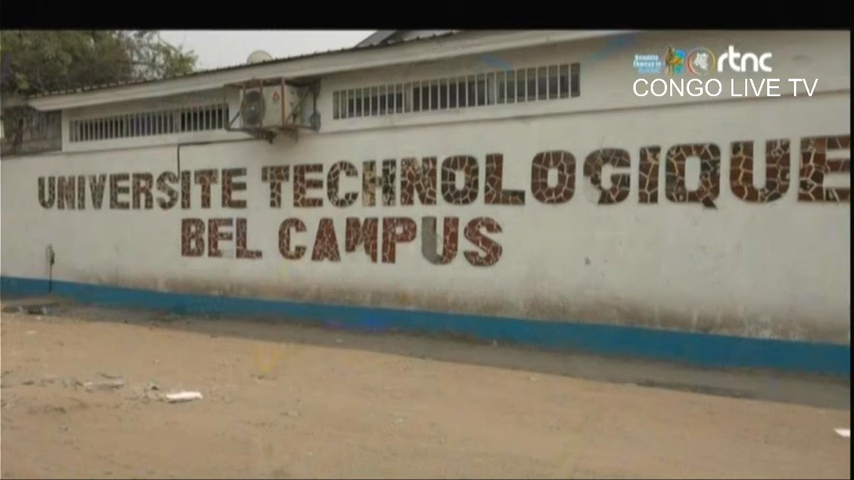 rtnc
CONGO LIVE TV
UNIVERSITE TECHNOLOGIQUE
BEL CAMPUS